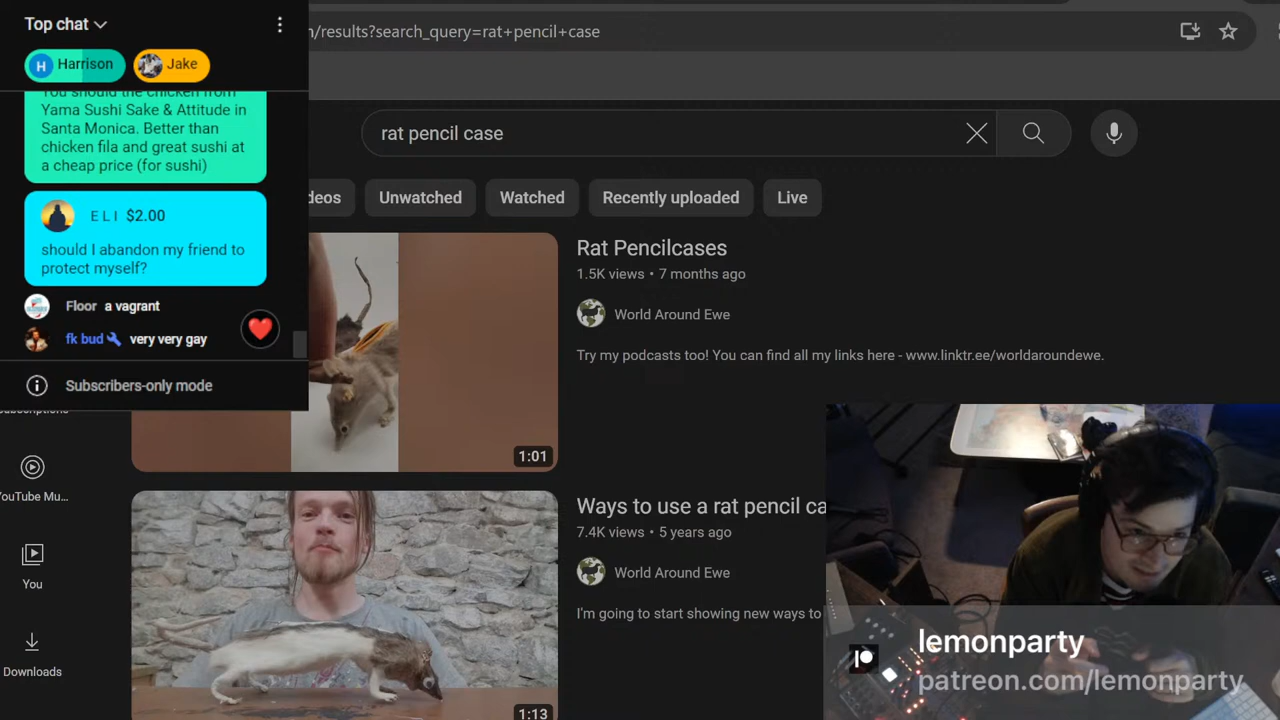 Top chat
n/results?search_query=rat+pencil+case
H Harrison
Jake
You should the chicken from
Yama Sushi Sake & Attitude in
Santa Monica. Better than
chicken fila and great sushi at
a cheap price (for sushi)
E L I $2.00
should I abandon my friend to
protect myself?
Floor a vagrant
fk bud very very gay
Subscribers-only mode
rat pencil case
deos
Unwatched
Watched
Recently uploaded
Live
Rat Pencilcases
1.5K views • 7 months ago
World Around Ewe
Try my podcasts too! You can find all my links here - www.linktr.ee/worldaroundewe.
1:01
Subscriptions
YouTube Mu...
You
Downloads
Ways to use a rat pencil ca
7.4K views • 5 years ago
World Around Ewe
I'm going to start showing new ways to
1:13
lemonparty
patreon.com/lemonparty